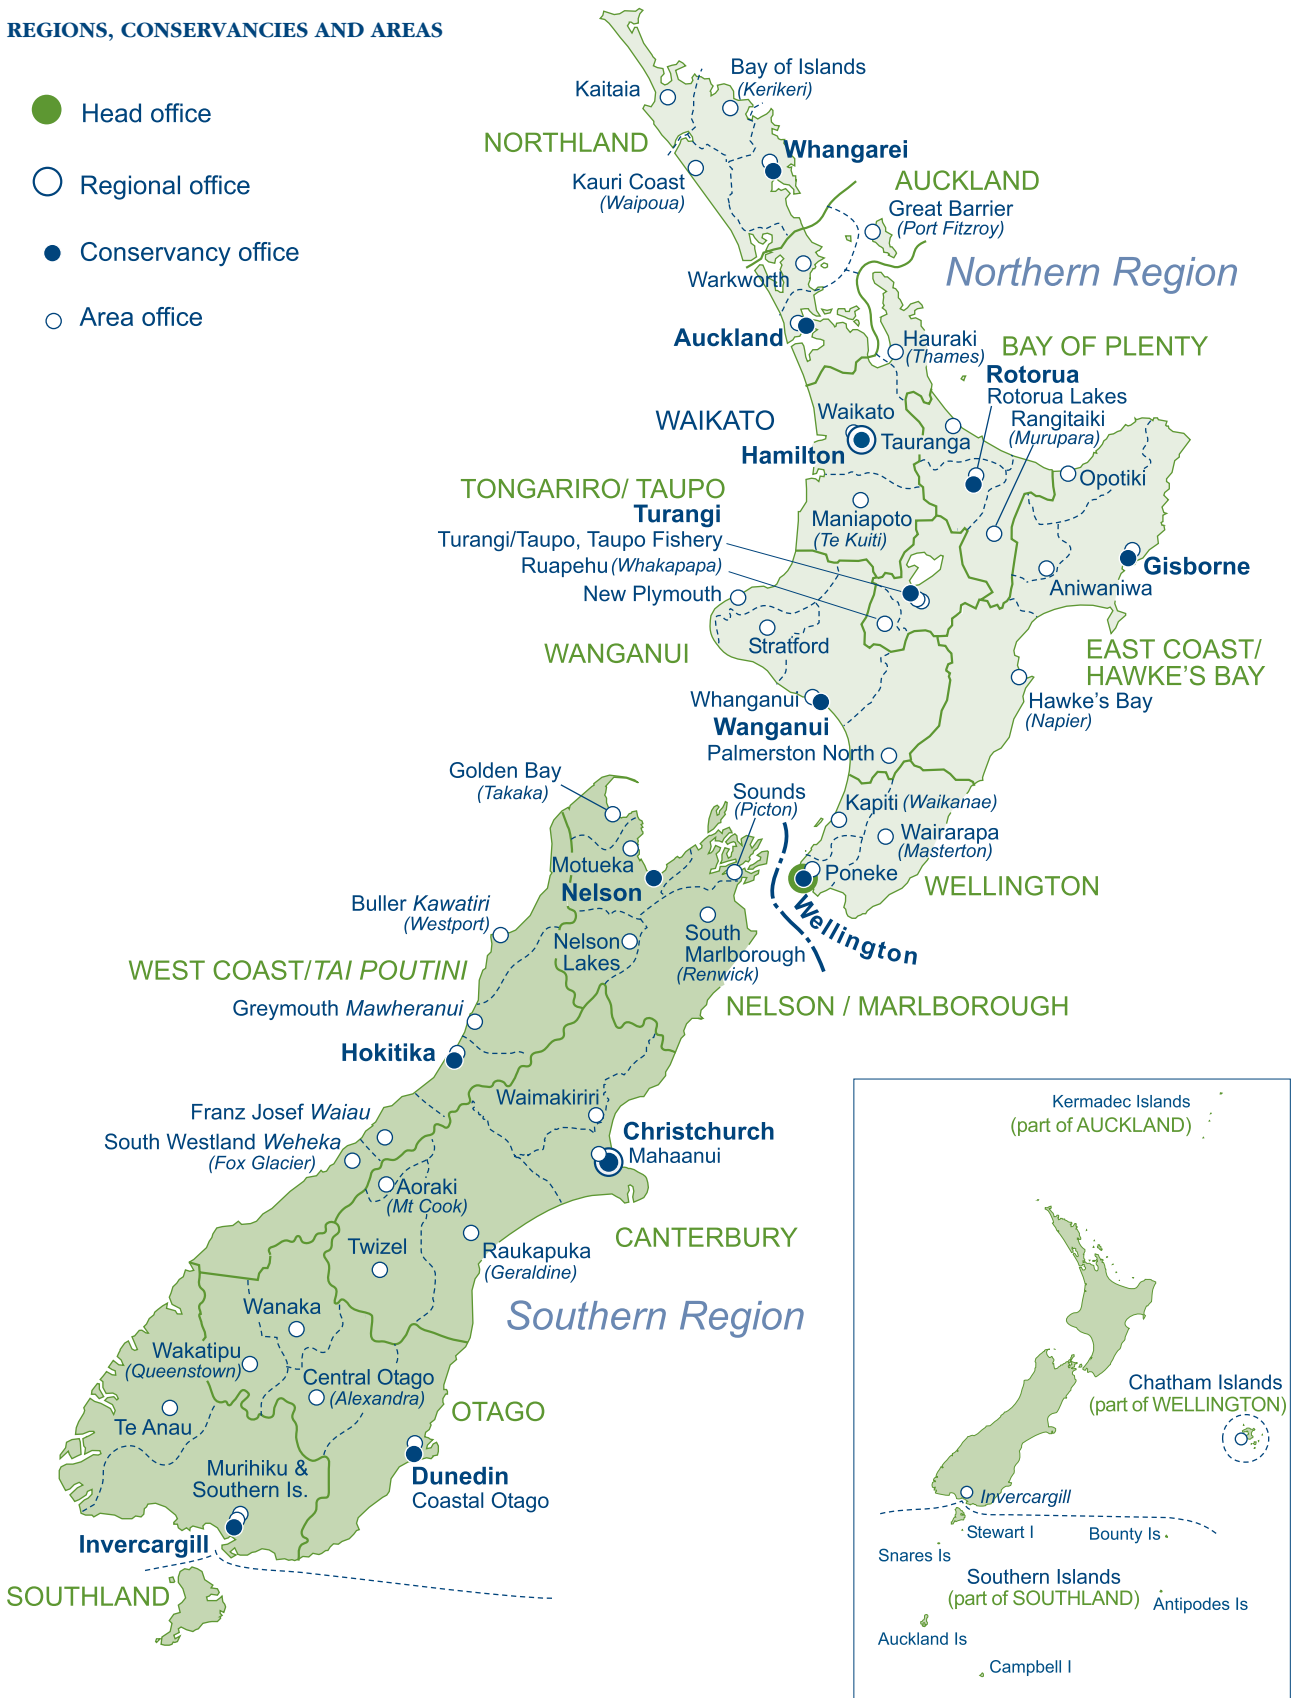 REGIONS, CONSERVANCIES AND AREAS
Head office
Regional office
Conservancy office
Area office
Bay of Islands
(Kerikeri)
Kaitaia
NORTHLAND
Whangarei
Kauri Coast
(Waipoua)
AUCKLAND
Great Barrier
(Port Fitzroy)
Northern Region
Warkworth
Auckland
Hauraki
(Thames)
BAY OF PLENTY
Rotorua
Rotorua Lakes
Rangitaiki
(Murupara)
WAIKATO
Waikato
Tauranga
Hamilton
Opotiki
TONGARIRO/ TAUPO
Turangi
Maniapoto
(Te Kuiti)
Turangi/Taupo, Taupo Fishery
Ruapehu (Whakapapa)
Gisborne
Aniwaniwa
New Plymouth
Stratford
WANGANUI
EAST COAST/
HAWKE'S BAY
Hawke's Bay
(Napier)
Whanganui
Wanganui
Palmerston North
Golden Bay
(Takaka)
Sounds
(Picton)
Kapiti (Waikanae)
Wairarapa
(Masterton)
Motueka
Nelson
Poneke
WELLINGTON
Wellington
Buller Kawatiri
(Westport)
Nelson
Lakes
South
Marlborough
(Renwick)
WEST COAST/TAI POUTINI
NELSON / MARLBOROUGH
Greymouth Mawheranui
Hokitika
Waimakiriri
Franz Josef Waiau
South Westland Weheka
(Fox Glacier)
Christchurch
Mahaanui
Aoraki
(Mt Cook)
CANTERBURY
Twizel
Raukapuka
(Geraldine)
Southern Region
Wanaka
Wakatipu
(Queenstown)
Central Otago
(Alexandra)
OTAGO
Te Anau
Murihiku &
Southern Is.
Dunedin
Coastal Otago
Invercargill
SOUTHLAND
Kermadec Islands
(part of AUCKLAND)
Chatham Islands
(part of WELLINGTON)
Invercargill
Stewart I
Bounty Is
Snares Is
Southern Islands
(part of SOUTHLAND)
Antipodes Is
Auckland Is
Campbell I